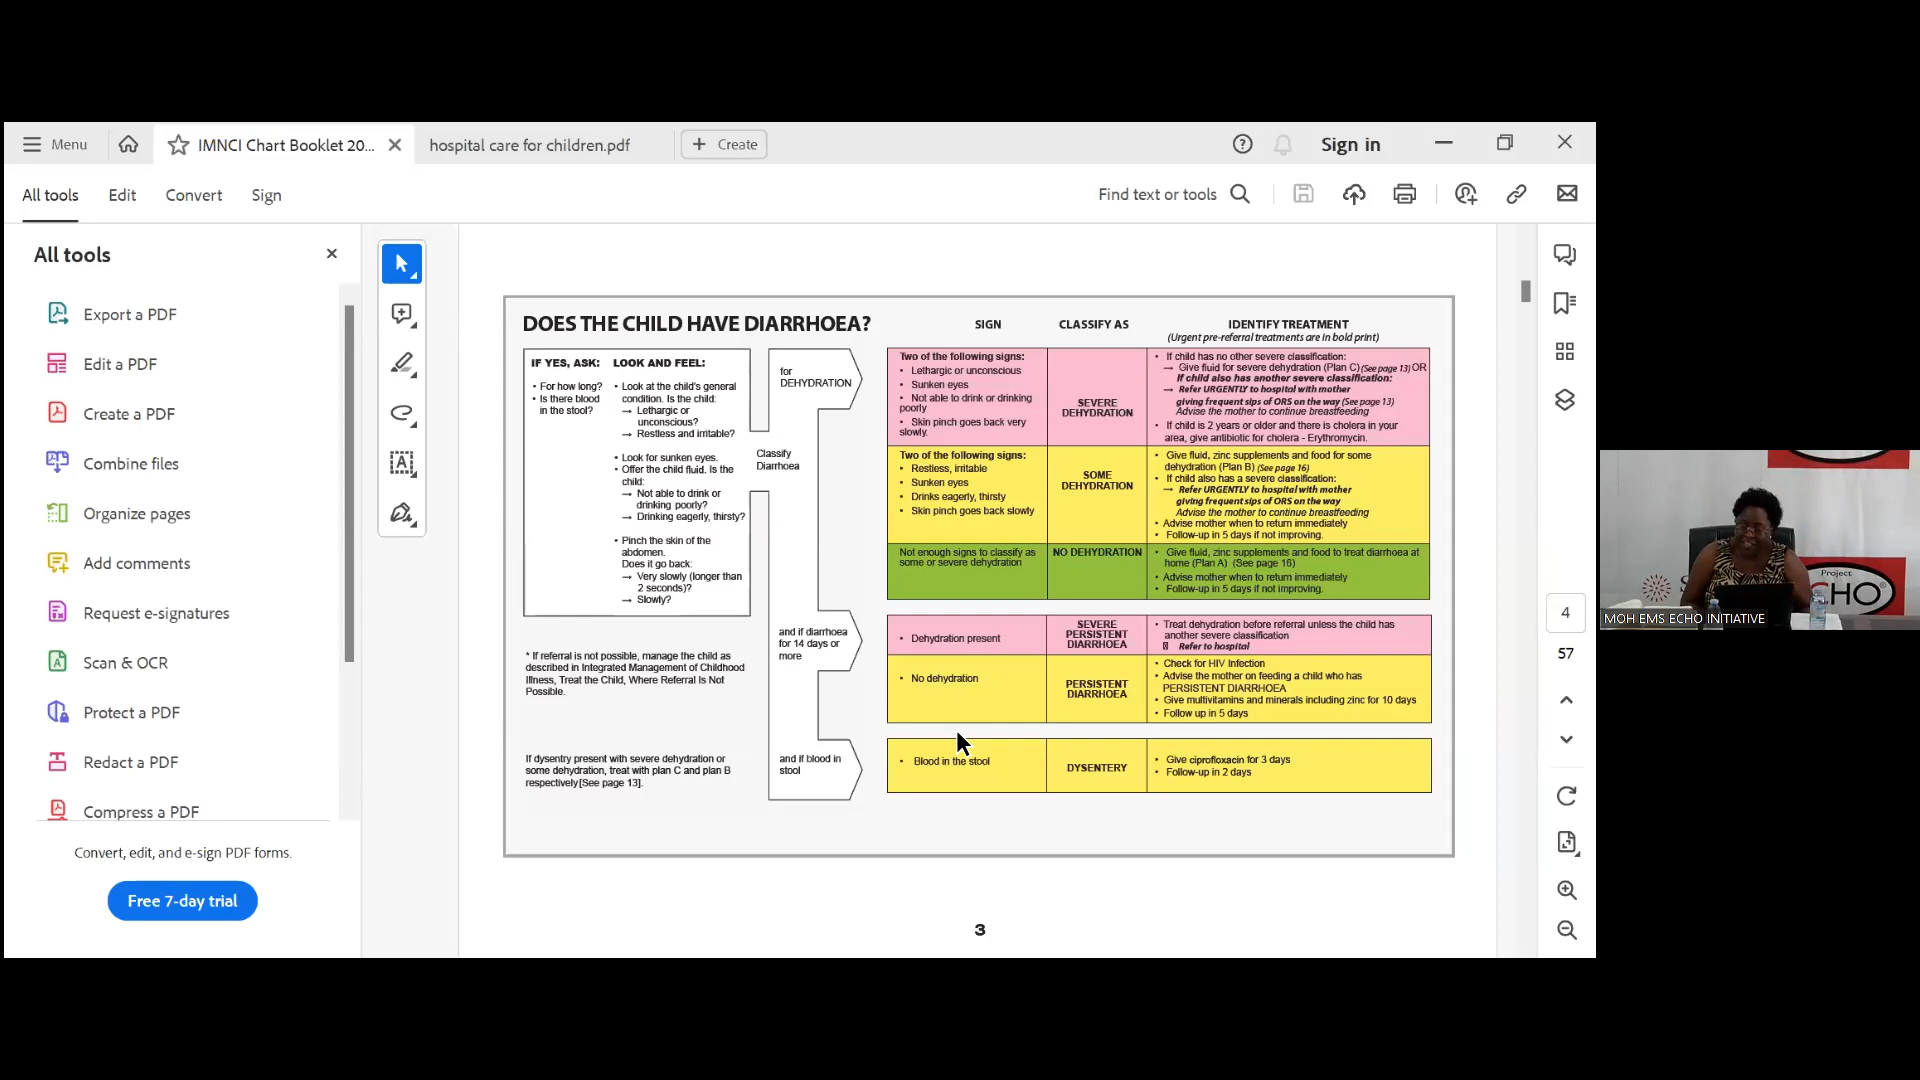 Menu
IMNCI Chart Booklet 20...
hospital care for children.pdf
Create
Sign in
All tools
Edit
Convert
Sign
Find text or tools
All tools
Export a PDF
Edit a PDF
Create a PDF
Combine files
Organize pages
Add comments
Request e-signatures
Scan & OCR
Protect a PDF
Redact a PDF
Compress a PDF
Convert, edit, and e-sign PDF forms.
Free 7-day trial
DOES THE CHILD HAVE DIARRHOEA?
SIGN
CLASSIFY AS
IDENTIFY TREATMENT
(Urgent pre-referral treatments are in bold print)
IF YES, ASK:
• For how long?
• Is there blood
in the stool?
LOOK AND FEEL:
• Look at the child's general
condition. Is the child:
→ Lethargic or
unconscious?
→ Restless and irritable?
• Look for sunken eyes.
• Offer the child fluid. Is the
child:
→ Not able to drink or
drinking poorly?
→ Drinking eagerly, thirsty?
• Pinch the skin of the
abdomen.
Does it go back:
→ Very slowly (longer than
2 seconds)?
→ Slowly?
for
DEHYDRATION
Classify
Diarrhoea
and if diarrhoea
for 14 days or
more
and if blood in
stool
* If referral is not possible, manage the child as
described in Integrated Management of Childhood
Illness, Treat the Child, Where Referral Is Not
Possible.
If dysentry present with severe dehydration or
some dehydration, treat with plan C and plan B
respectively[See page 13].
Two of the following signs:
• Lethargic or unconscious
• Sunken eyes
• Not able to drink or drinking
poorly
• Skin pinch goes back very
slowly.
SEVERE
DEHYDRATION
• If child has no other severe classification:
→ Give fluid for severe dehydration (Plan C) (See page 13) OR
If child also has another severe classification:
→ Refer URGENTLY to hospital with mother
giving frequent sips of ORS on the way (See page 13)
Advise the mother to continue breastfeeding
• If child is 2 years or older and there is cholera in your
area, give antibiotic for cholera - Erythromycin.
Two of the following signs:
• Restless, irritable
• Sunken eyes
• Drinks eagerly, thirsty
• Skin pinch goes back slowly
SOME
DEHYDRATION
• Give fluid, zinc supplements and food for some
dehydration (Plan B) (See page 16)
• If child also has a severe classification:
→ Refer URGENTLY to hospital with mother
giving frequent sips of ORS on the way
Advise the mother to continue breastfeeding
• Advise mother when to return immediately
• Follow-up in 5 days if not improving.
Not enough signs to classify as
some or severe dehydration
NO DEHYDRATION
• Give fluid, zinc supplements and food to treat diarrhoea at
home (Plan A) (See page 16)
• Advise mother when to return immediately
• Follow-up in 5 days if not improving.
• Dehydration present
SEVERE
PERSISTENT
DIARRHOEA
• Treat dehydration before referral unless the child has
another severe classification
Refer to hospital
• No dehydration
PERSISTENT
DIARRHOEA
• Check for HIV Infection
• Advise the mother on feeding a child who has
PERSISTENT DIARRHOEA
• Give multivitamins and minerals including zinc for 10 days
• Follow up in 5 days
• Blood in the stool
DYSENTERY
• Give ciprofloxacin for 3 days
• Follow-up in 2 days
3
4
57
Project
ECHO
MOH EMS ECHO INITIATIVE